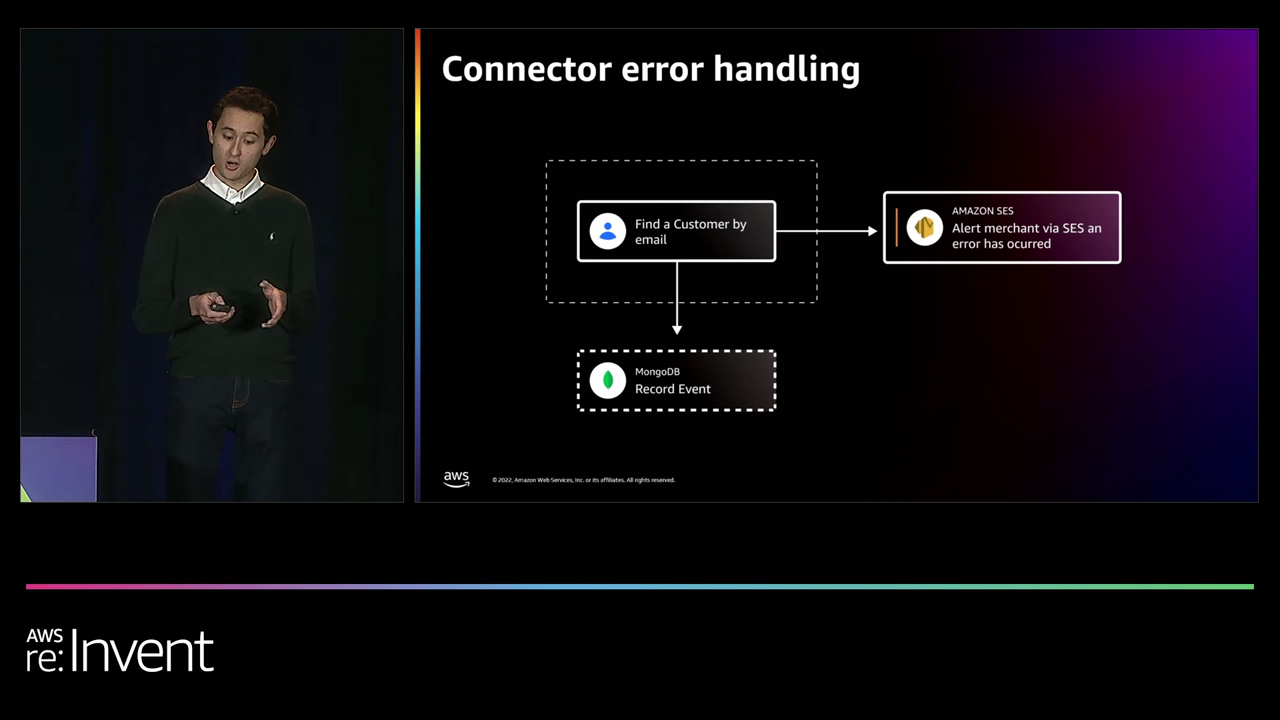 Connector error handling
Find a Customer by
email
AMAZON SES
Alert merchant via SES an
error has ocurred
MongoDB
Record Event
aws
© 2022, Amazon Web Services, Inc. or its affiliates. All rights reserved.
AWS
re:Invent